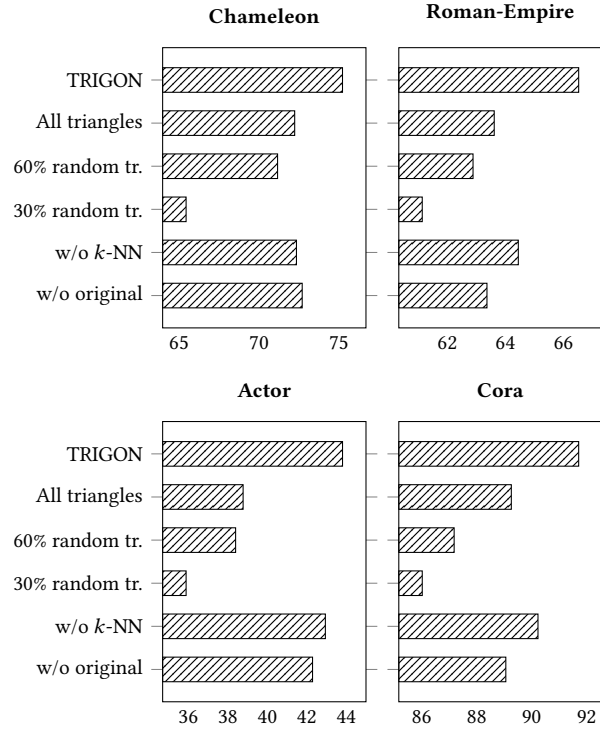 Chameleon
Roman-Empire
TRIGON
All triangles
60% random tr.
30% random tr.
w/o k-NN
w/o original
65 70 75
62 64 66
Actor
Cora
TRIGON
All triangles
60% random tr.
30% random tr.
w/o k-NN
w/o original
36 38 40 42 44
86 88 90 92